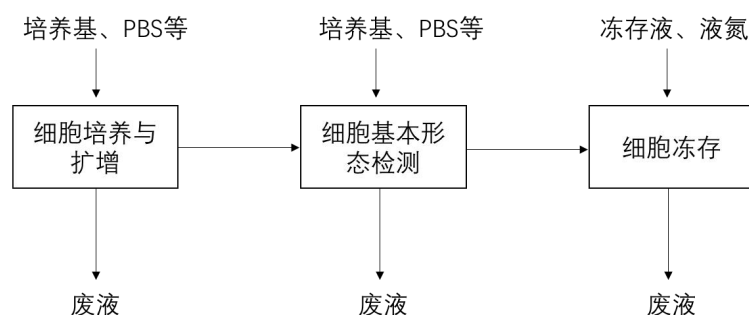 培养基、PBS等
培养基、PBS等
冻存液、液氮
细胞培养与
扩增
细胞基本形
态检测
细胞冻存
废液
废液
废液